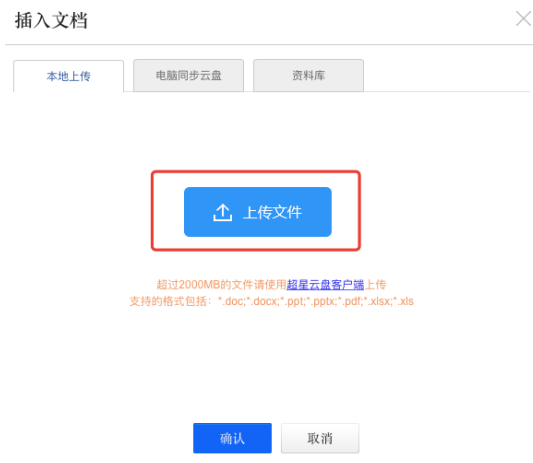 插入文档
本地上传
电脑同步云盘
资料库
上传文件
超过2000MB的文件请使用超星云盘客户端上传
支持的格式包括：*.doc;*.docx;*.ppt;*.pptx;*.pdf;*.xlsx;*.xls
确认
取消